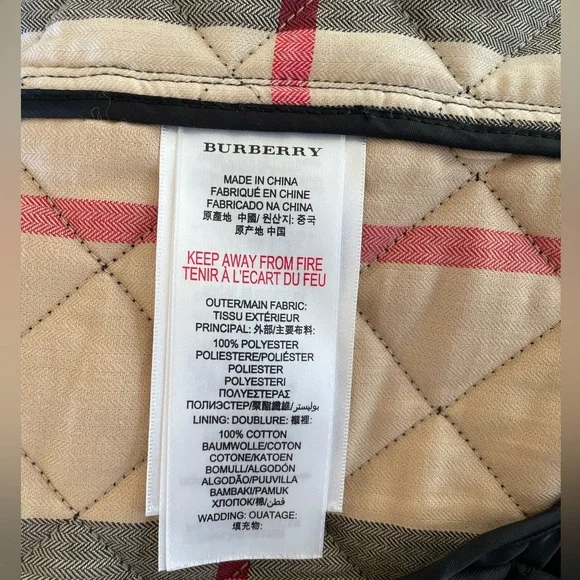 BURBERRY
MADE IN CHINA
FABRIQUÉ EN CHINE
FABRICADO NA CHINA
原產地 中國/ 원산지: 중국
原产地 中国
KEEP AWAY FROM FIRE
TENIR À L'ECART DU FEU
OUTER/MAIN FABRIC:
TISSU EXTÉRIEUR
PRINCIPAL: 外部/主要布料:
100% POLYESTER
POLIESTERE/POLIÉSTER
POLIESTER
POLYESTERI
ΠΟΛΥΕΣΤΕΡΑΣ
ПОЛИЭСТЕР/聚酯纖維/بوليستر
LINING: DOUBLURE: 襯裡:
100% COTTON
BAUMWOLLE/COTON
COTONE/KATOEN
BOMULL/ALGODÓN
ALGODÃO/PUUVILLA
BAMBAKI/PAMUK
ХЛОПОК/棉/قطن
WADDING: OUATAGE:
填充物: